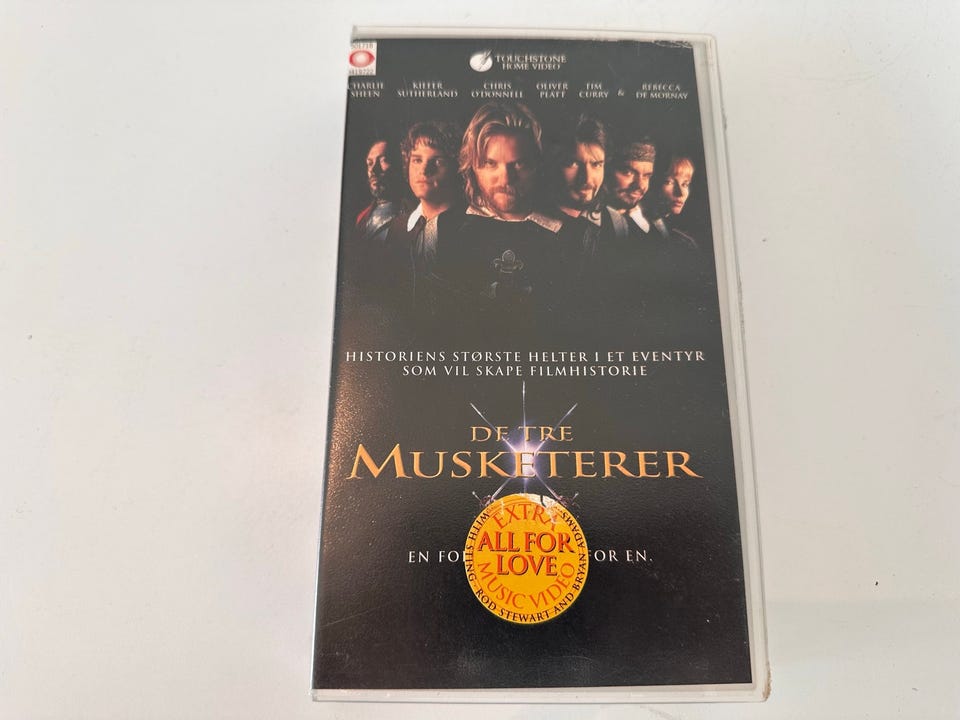 TOUCHSTONE
HOME VIDEO
CHARLIE SHEEN
KIEFER SUTHERLAND
CHRIS O'DONNELL
OLIVER PLATT
TIM CURRY
&
REBECCA DE MORNAY
HISTORIENS STØRSTE HELTER I ET EVENTYR
SOM VIL SKAPE FILMHISTORIE
DE TRE
MUSKETERER
EN FO
FOR EN.
EXTRA
ALL FOR
LOVE
MUSIC VIDEO
WITH STING · ROD STEWART AND BRYAN ADAMS ·